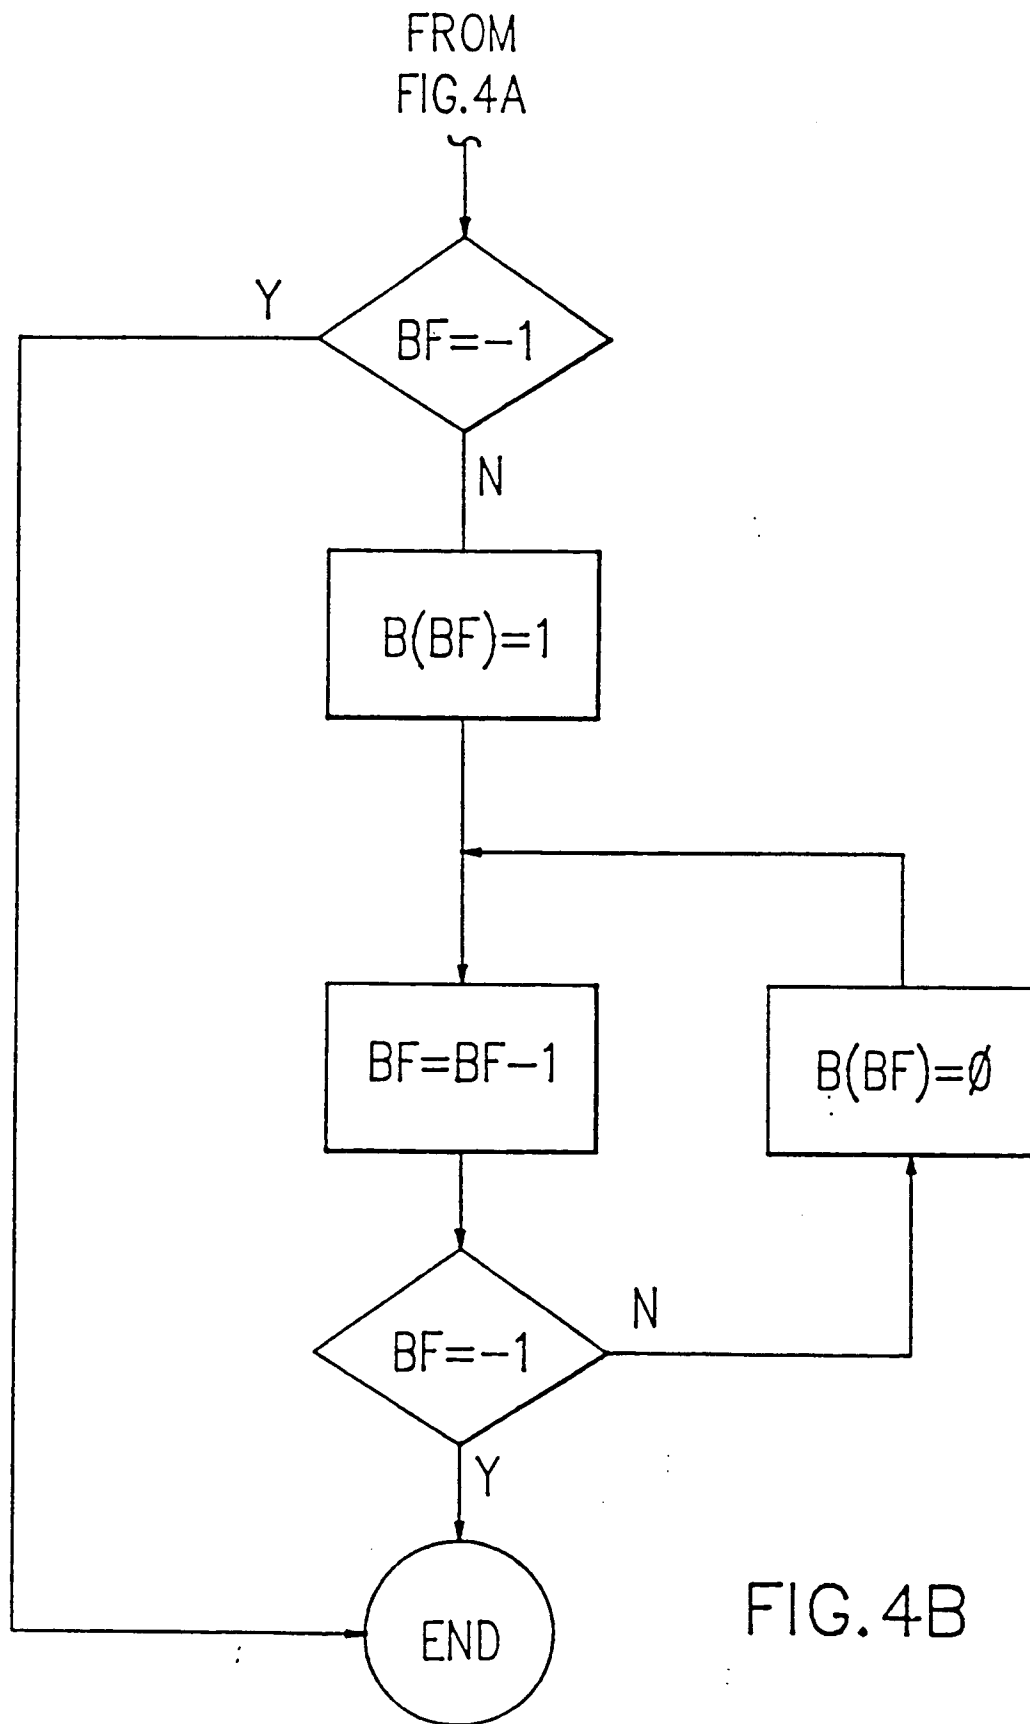 FROM
FIG.4A
Y
BF=-1
N
B(BF)=1
BF=BF-1
B(BF)=Ø
N
BF=-1
Y
END
FIG.4B